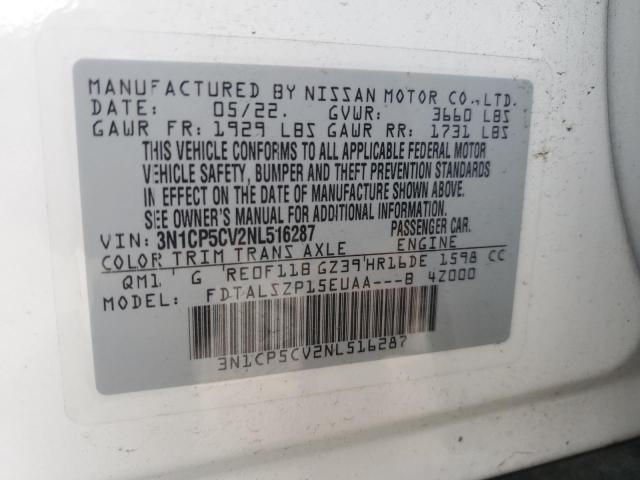 MANUFACTURED BY NISSAN MOTOR CO.,LTD.
DATE: 05/22. GVWR: 3660 LBS
GAWR FR: 1929 LBS GAWR RR: 1731 LBS
THIS VEHICLE CONFORMS TO ALL APPLICABLE FEDERAL MOTOR
VEHICLE SAFETY, BUMPER AND THEFT PREVENTION STANDARDS
IN EFFECT ON THE DATE OF MANUFACTURE SHOWN ABOVE.
SEE OWNER'S MANUAL FOR ADDITIONAL INFORMATION.
VIN: 3N1CP5CV2NL516287 PASSENGER CAR.
COLOR TRIM TRANS AXLE ENGINE
QM1 G RE0F11B GZ39 HR16DE 1598 CC
MODEL: FDTALSZP15EUAA---B 4Z000
3N1CP5CV2NL516287